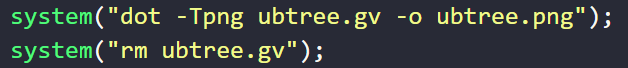 system("dot -Tpng ubtree.gv -o ubtree.png");
system("rm ubtree.gv");